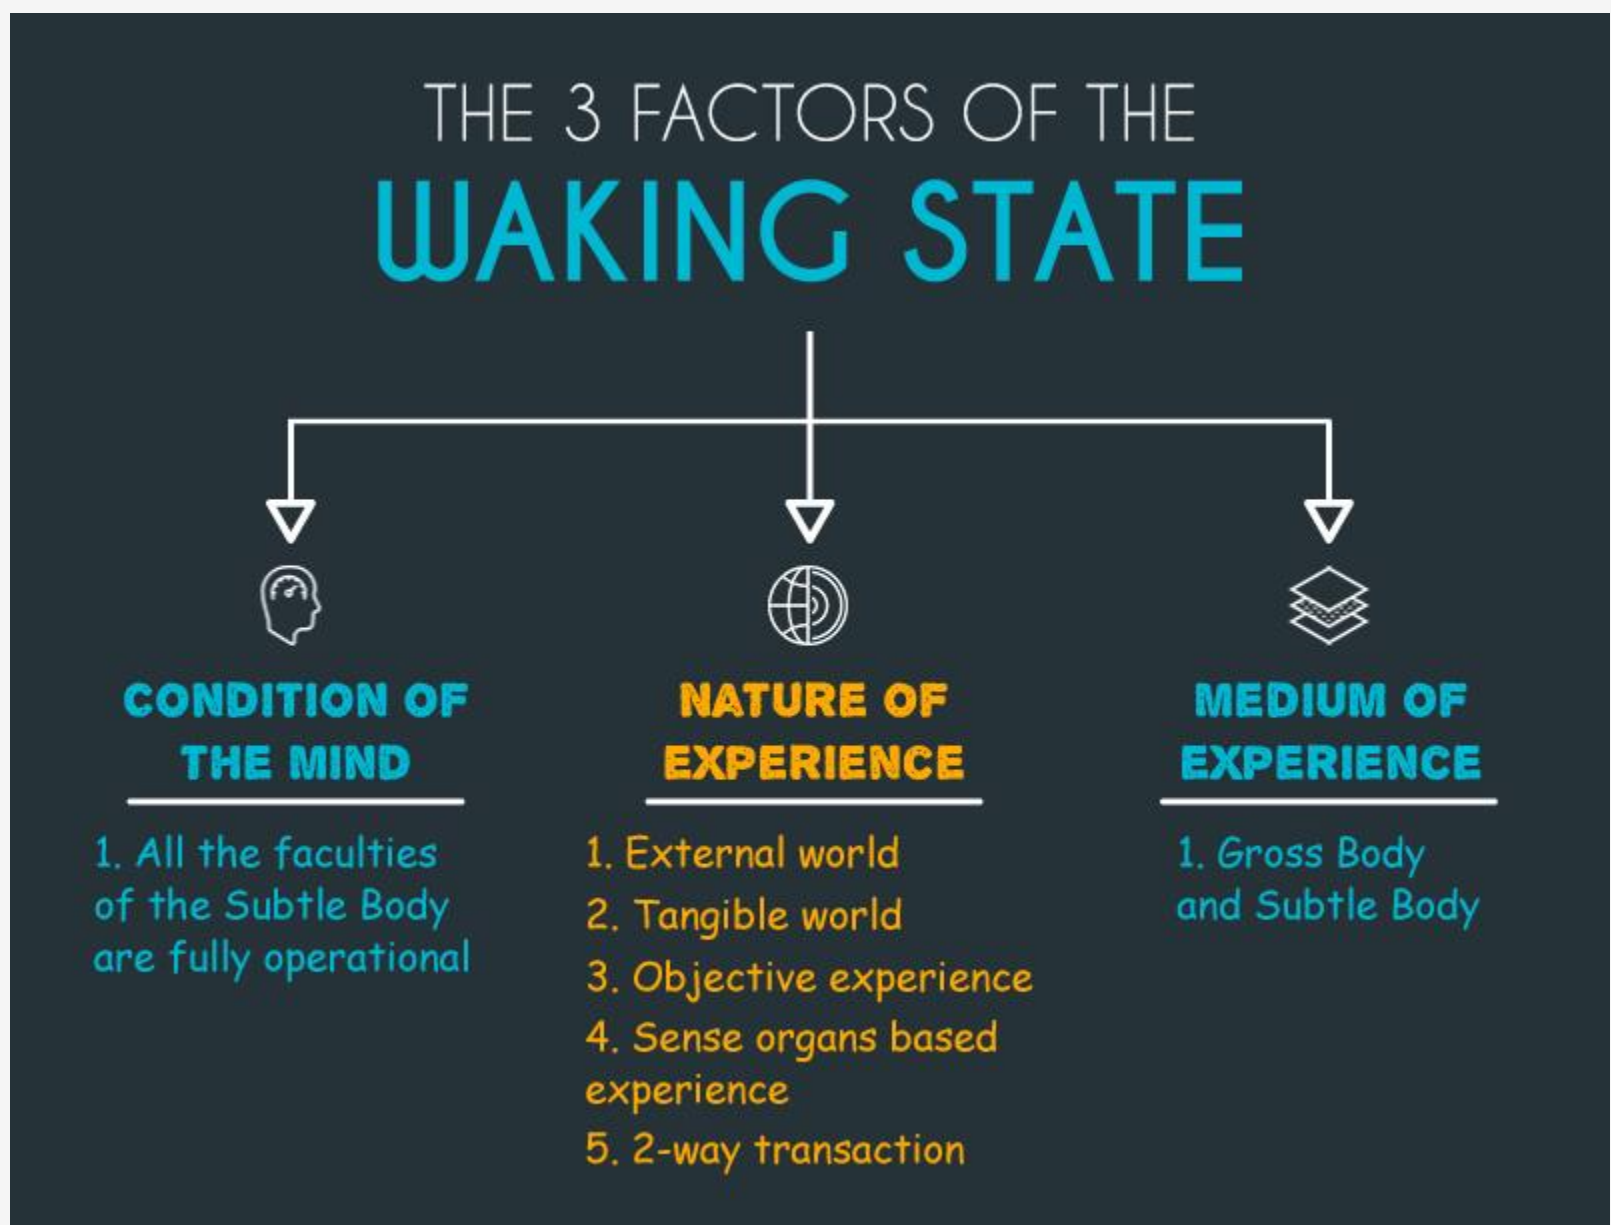 THE 3 FACTORS OF THE
WAKING STATE
CONDITION OF
THE MIND
1. All the faculties
of the Subtle Body
are fully operational
NATURE OF
EXPERIENCE
1. External world
2. Tangible world
3. Objective experience
4. Sense organs based
experience
5. 2-way transaction
MEDIUM OF
EXPERIENCE
1. Gross Body
and Subtle Body